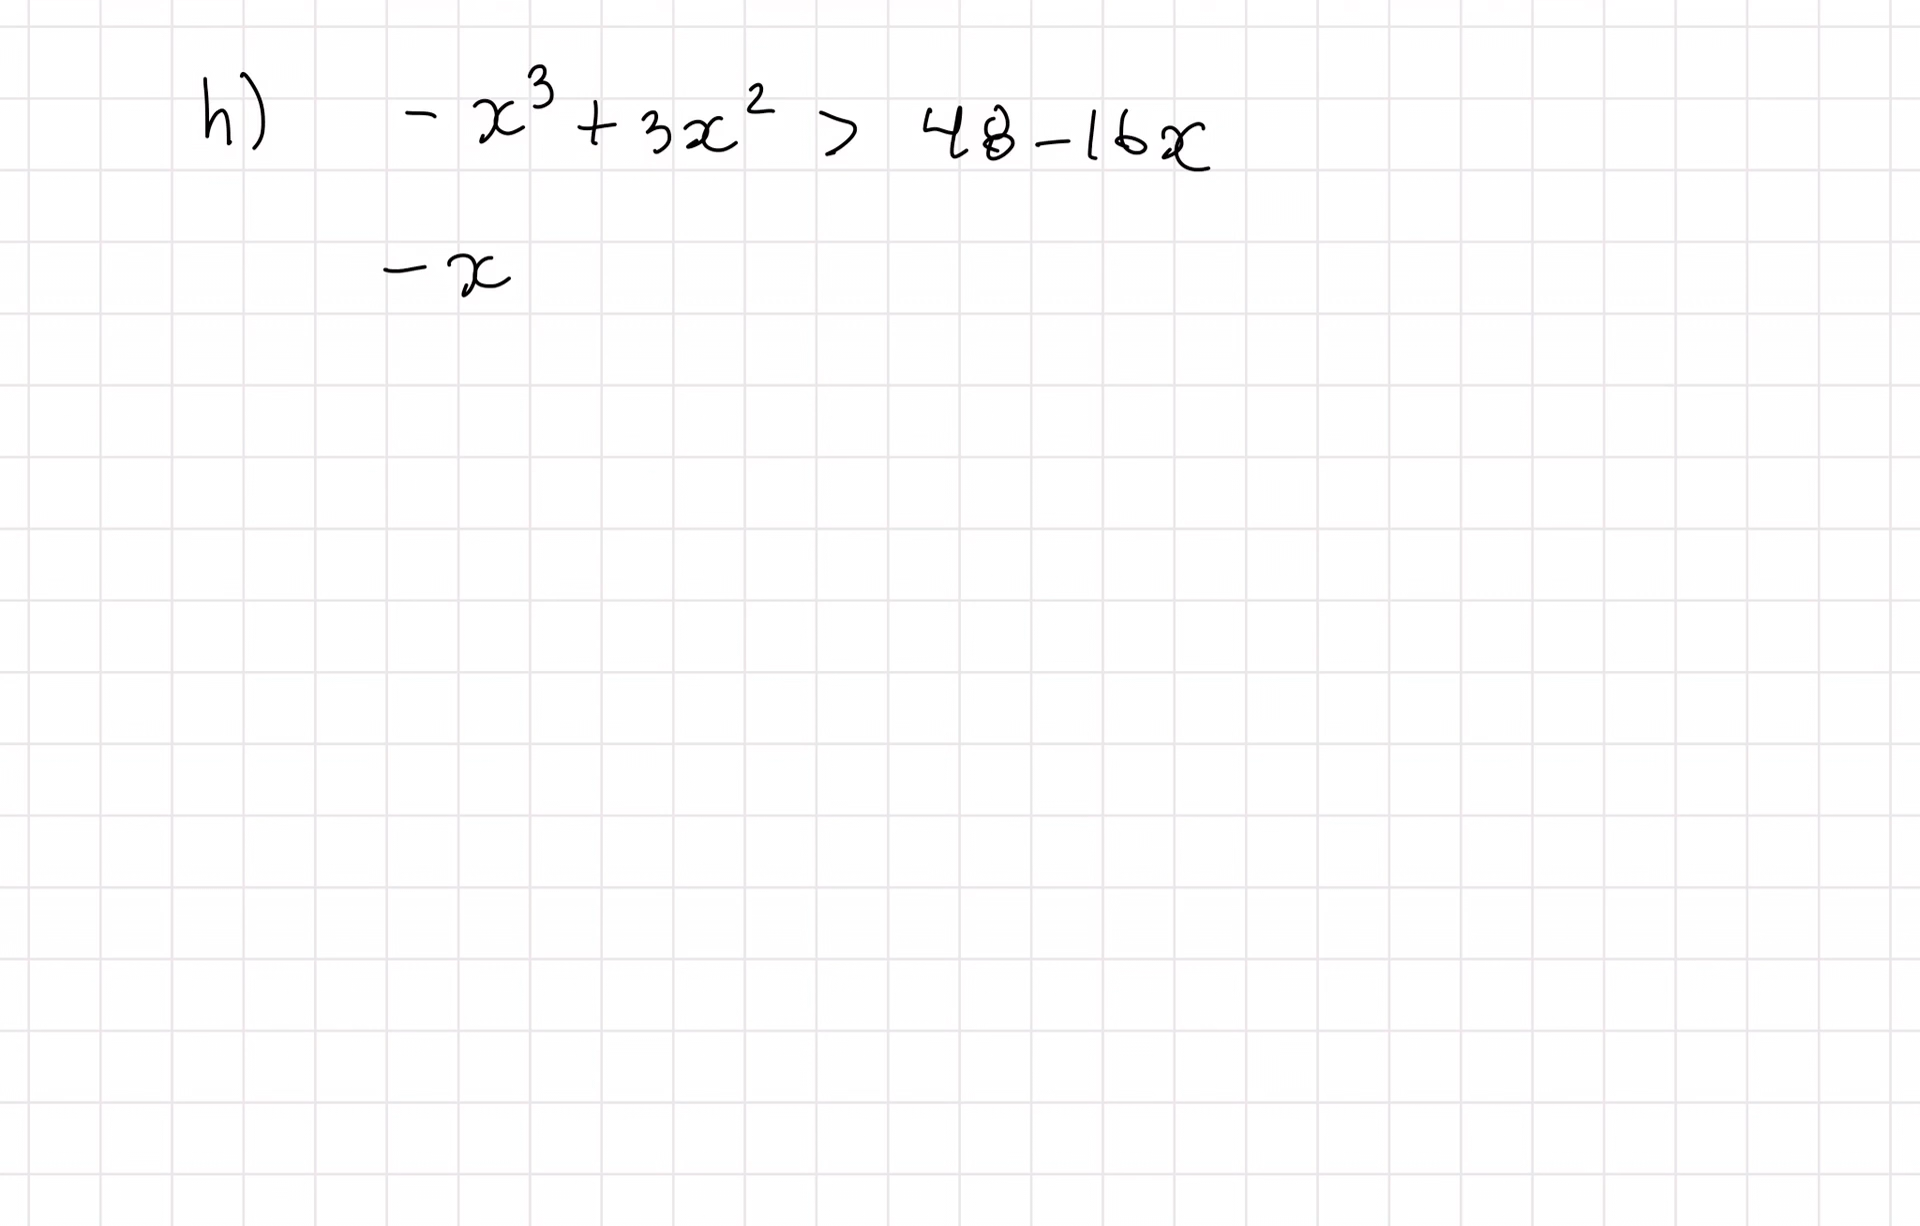 h) - x³ + 3x² > 48 - 16x
- x